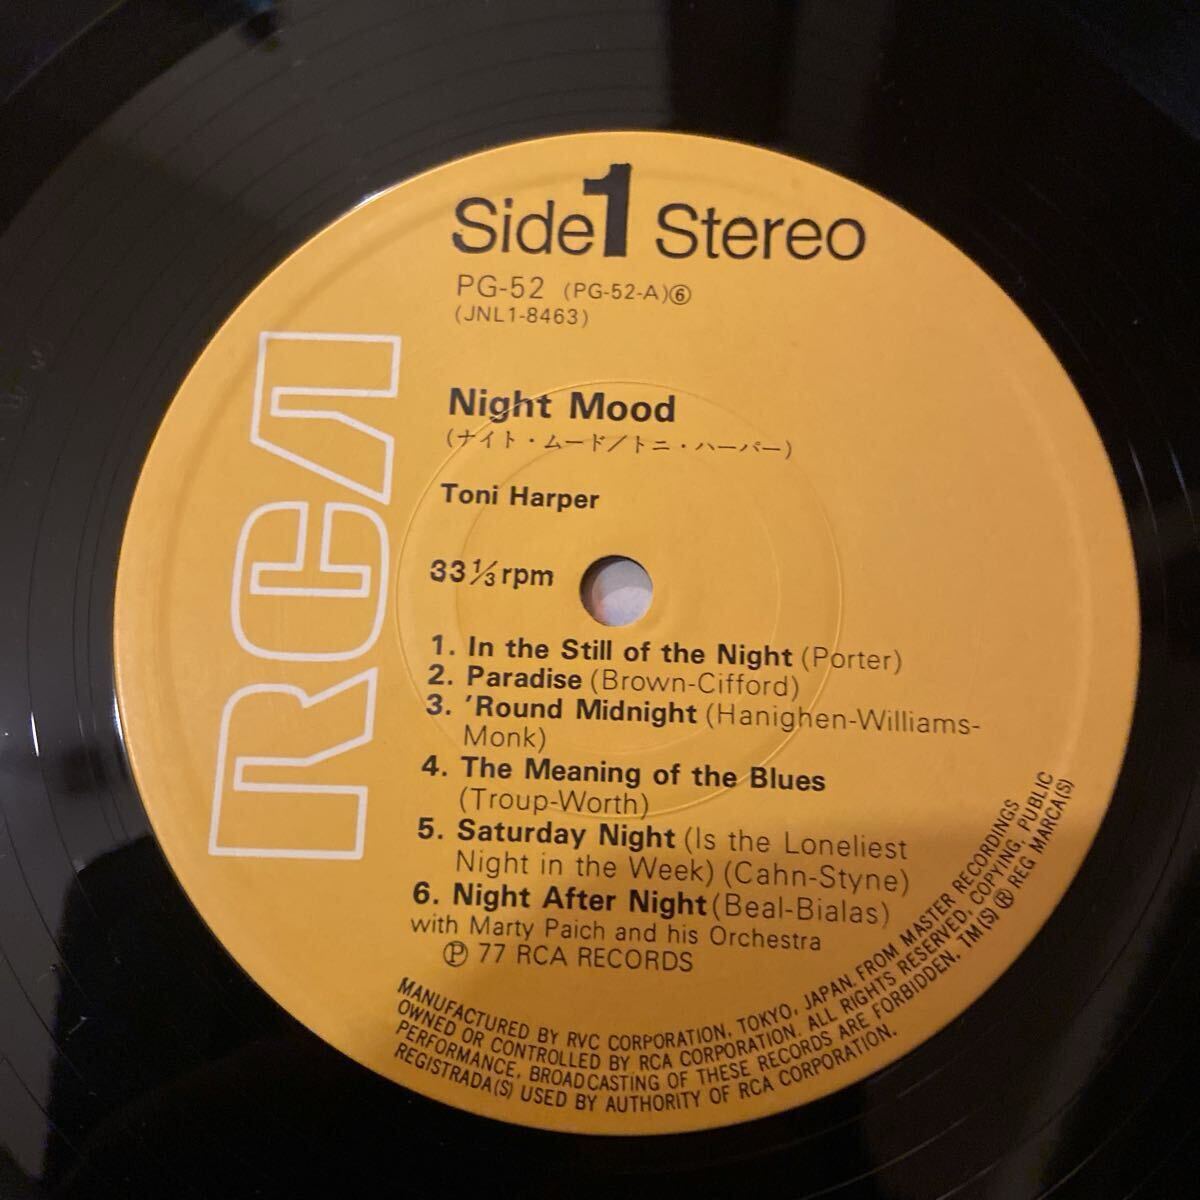 Side 1 Stereo
PG-52 (PG-52-A)⑥
(JNL1-8463)
RCA
Night Mood
(ナイト・ムード/トニ・ハーパー)
Toni Harper
33 1/3 rpm
1. In the Still of the Night (Porter)
2. Paradise (Brown-Cifford)
3. 'Round Midnight (Hanighen-Williams-
Monk)
4. The Meaning of the Blues
(Troup-Worth)
5. Saturday Night (Is the Loneliest
Night in the Week) (Cahn-Styne)
6. Night After Night (Beal-Bialas)
with Marty Paich and his Orchestra
Ⓟ 77 RCA RECORDS
MANUFACTURED BY RVC CORPORATION, TOKYO, JAPAN, FROM MASTER RECORDINGS
OWNED OR CONTROLLED BY RCA CORPORATION. ALL RIGHTS RESERVED, COPYING, PUBLIC
PERFORMANCE, BROADCASTING OF THESE RECORDS ARE FORBIDDEN. TM(S) ® REG MARCA(S)
REGISTRADA(S) USED BY AUTHORITY OF RCA CORPORATION.